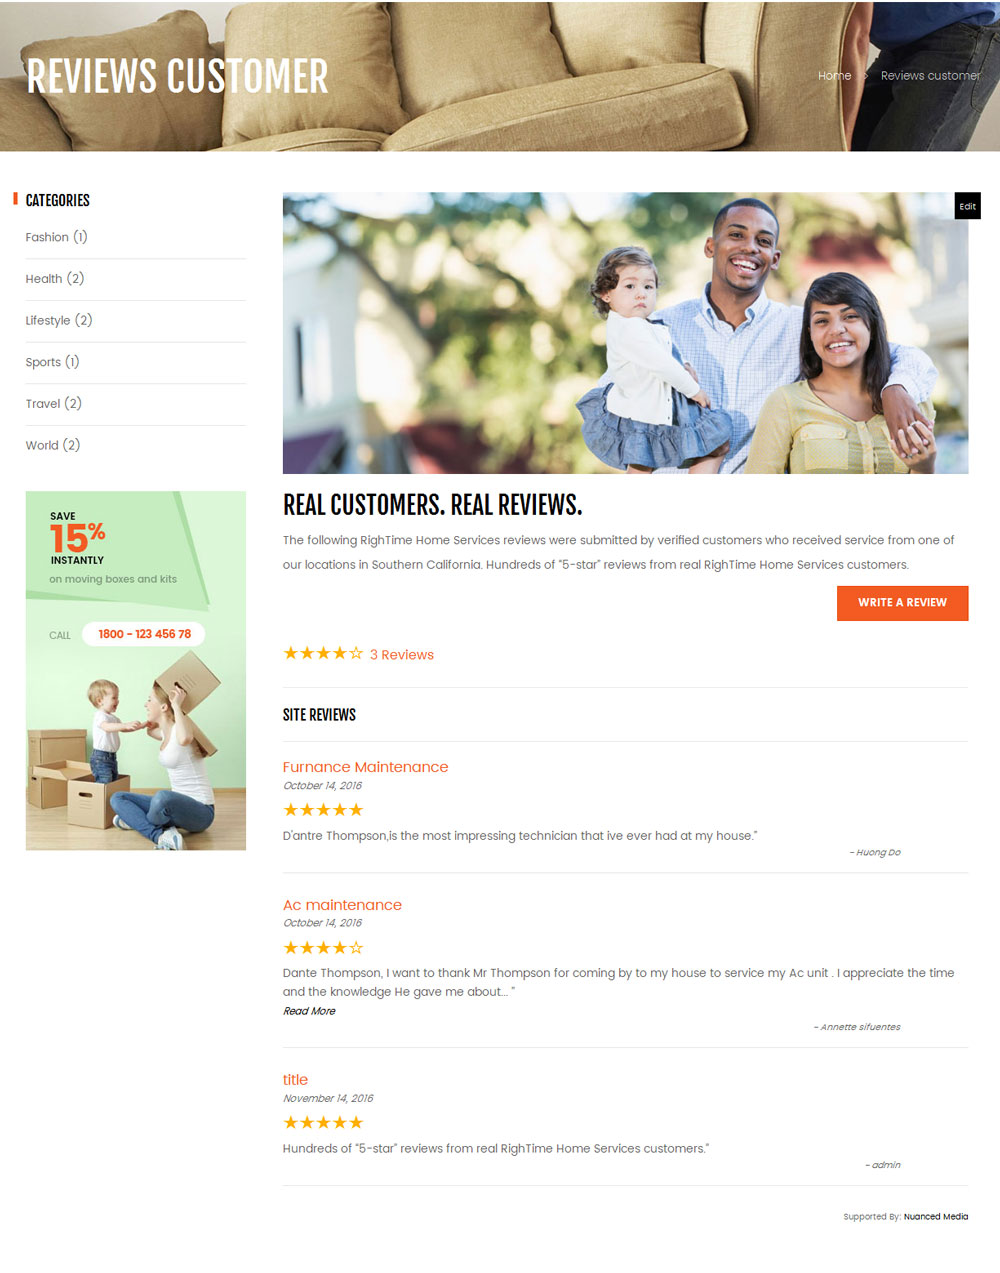 REVIEWS CUSTOMER
Home > Reviews customer
CATEGORIES
Fashion (1)
Health (2)
Lifestyle (2)
Sports (1)
Travel (2)
World (2)
SAVE
15%
INSTANTLY
on moving boxes and kits
CALL 1800 - 123 456 78
Edit
REAL CUSTOMERS. REAL REVIEWS.
The following RighTime Home Services reviews were submitted by verified customers who received service from one of
our locations in Southern California. Hundreds of "5-star" reviews from real RighTime Home Services customers.
WRITE A REVIEW
★★★★☆ 3 Reviews
SITE REVIEWS
Furnance Maintenance
October 14, 2016
★★★★★
D'antre Thompson,is the most impressing technician that ive ever had at my house."
- Huong Do
Ac maintenance
October 14, 2016
★★★★☆
Dante Thompson, I want to thank Mr Thompson for coming by to my house to service my Ac unit . I appreciate the time
and the knowledge He gave me about... "
Read More
- Annette sifuentes
title
November 14, 2016
★★★★★
Hundreds of "5-star" reviews from real RighTime Home Services customers."
- admin
Supported By: Nuanced Media